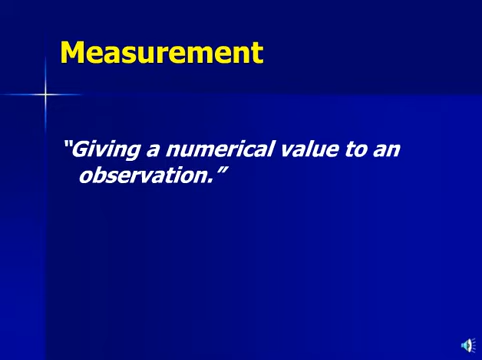 Measurement
“Giving a numerical value to an
observation.”